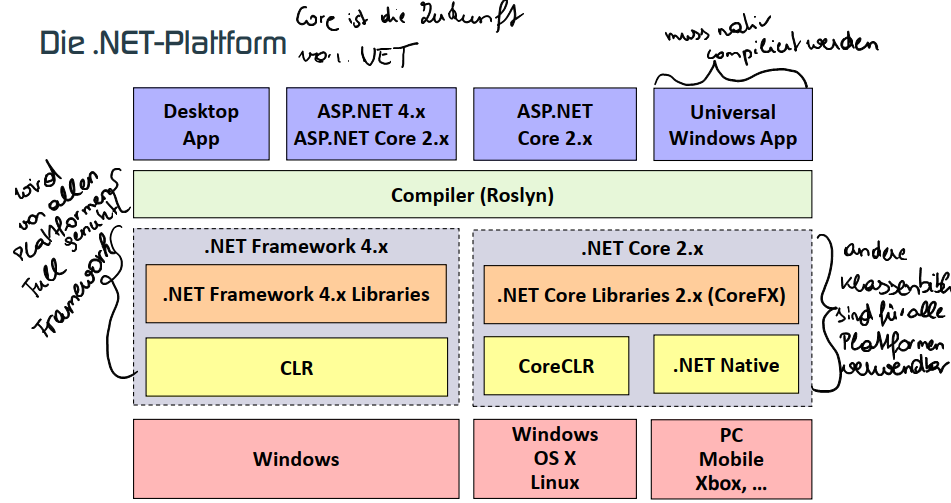 Die .NET-Plattform
Core ist die Zukunft
von .NET
muss nativ
compiliert werden
Desktop
App
ASP.NET 4.x
ASP.NET Core 2.x
ASP.NET
Core 2.x
Universal
Windows App
wird
von allen
Plattformen
genutzt
Compiler (Roslyn)
Full
Framework
.NET Framework 4.x
.NET Framework 4.x Libraries
CLR
.NET Core 2.x
.NET Core Libraries 2.x (CoreFX)
CoreCLR
.NET Native
andere
sind für alle
Plattformen
verwendbar
Windows
Windows
OS X
Linux
PC
Mobile
Xbox, ...